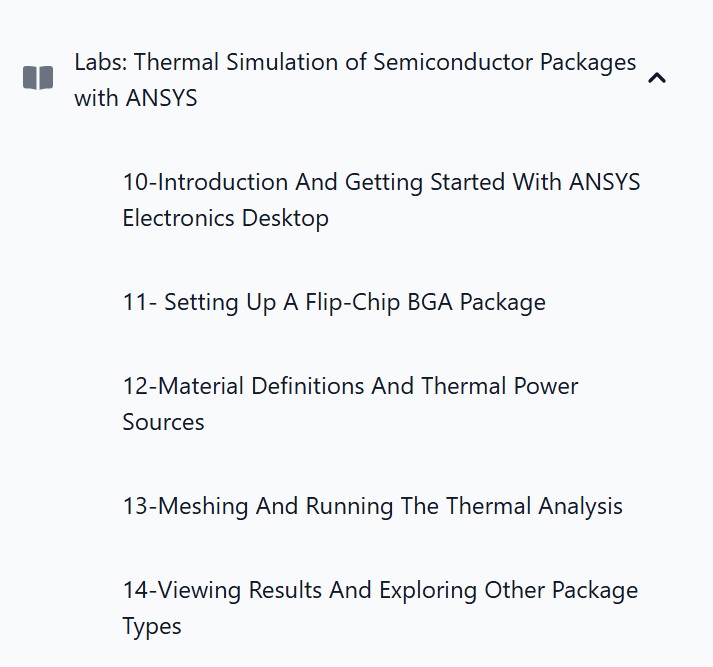 Labs: Thermal Simulation of Semiconductor Packages
with ANSYS
10-Introduction And Getting Started With ANSYS
Electronics Desktop
11- Setting Up A Flip-Chip BGA Package
12-Material Definitions And Thermal Power
Sources
13-Meshing And Running The Thermal Analysis
14-Viewing Results And Exploring Other Package
Types